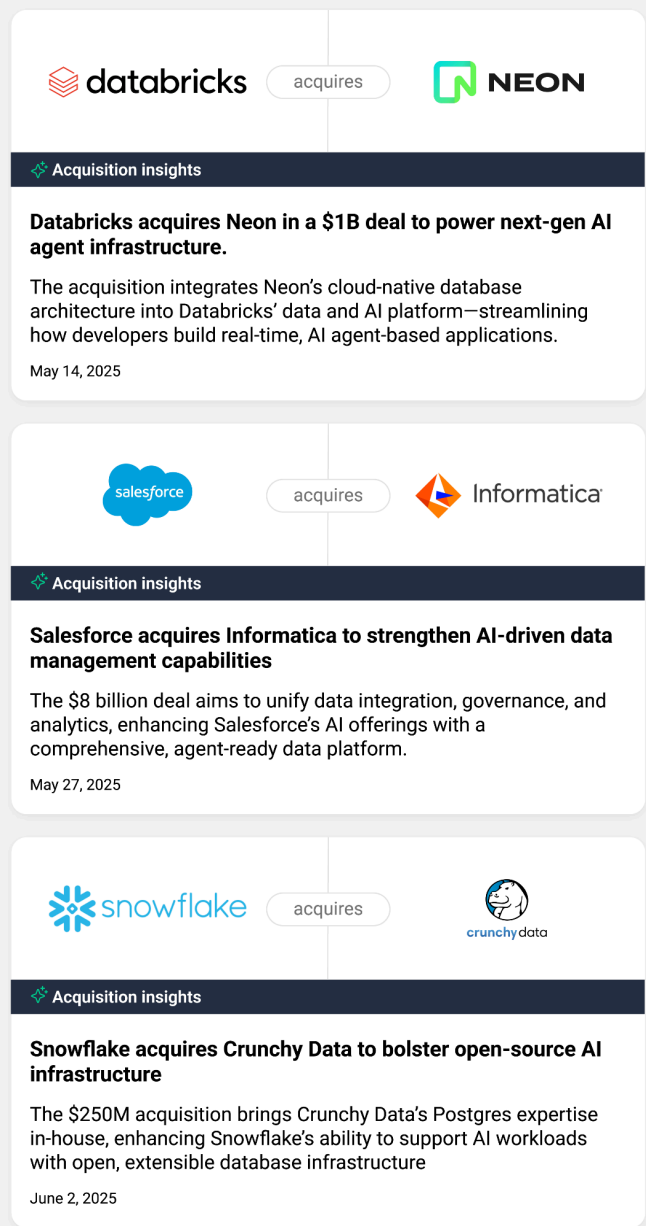 databricks acquires NEON
Acquisition insights
Databricks acquires Neon in a $1B deal to power next-gen AI
agent infrastructure.
The acquisition integrates Neon’s cloud-native database
architecture into Databricks’ data and AI platform—streamlining
how developers build real-time, AI agent-based applications.
May 14, 2025
salesforce acquires Informatica
Acquisition insights
Salesforce acquires Informatica to strengthen AI-driven data
management capabilities
The $8 billion deal aims to unify data integration, governance, and
analytics, enhancing Salesforce’s AI offerings with a
comprehensive, agent-ready data platform.
May 27, 2025
snowflake acquires crunchydata
Acquisition insights
Snowflake acquires Crunchy Data to bolster open-source AI
infrastructure
The $250M acquisition brings Crunchy Data’s Postgres expertise
in-house, enhancing Snowflake’s ability to support AI workloads
with open, extensible database infrastructure
June 2, 2025